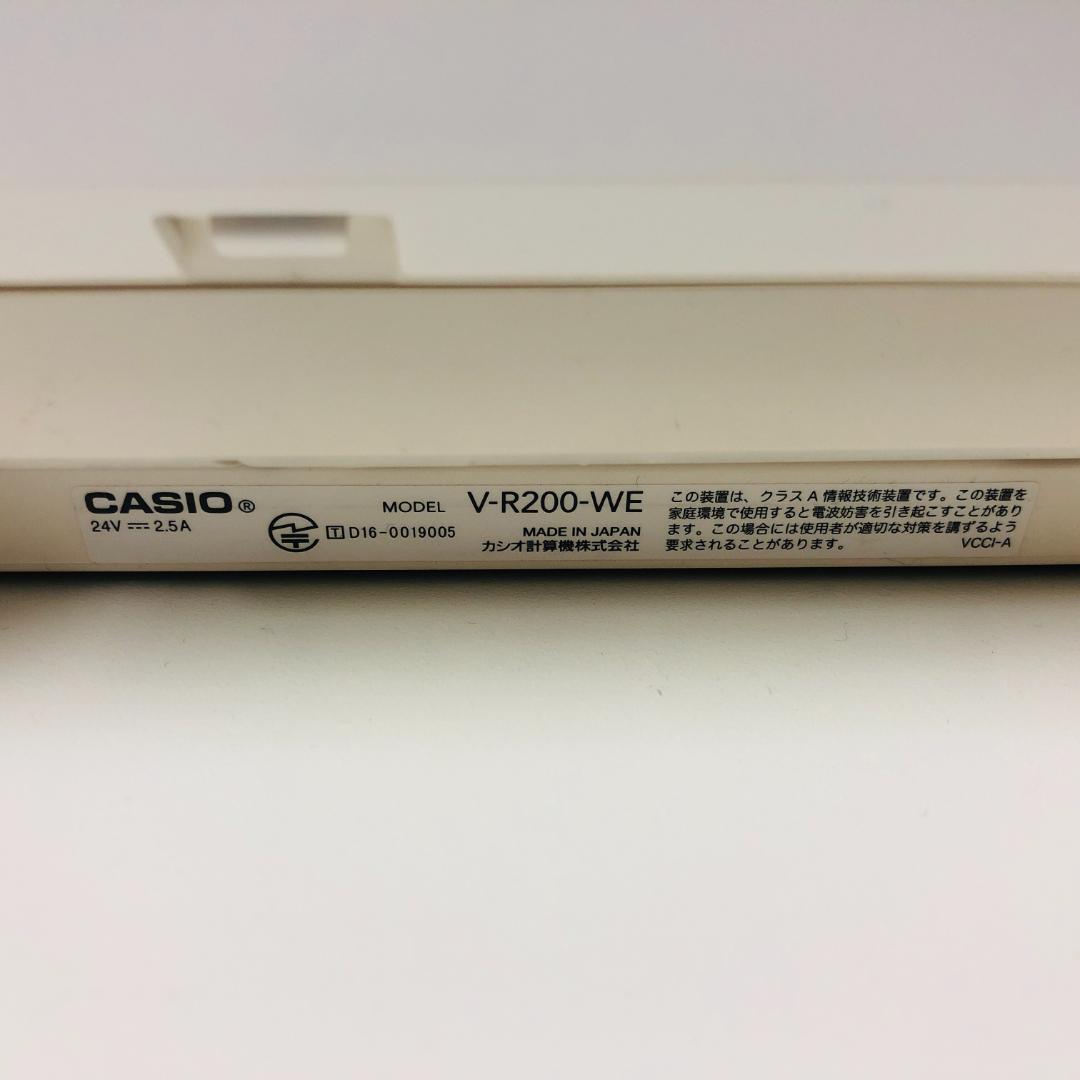 CASIO®
24V ⎓ 2.5A
T D16-0019005
MODEL V-R200-WE
MADE IN JAPAN
カシオ計算機株式会社
この装置は、クラスA情報技術装置です。この装置を
家庭環境で使用すると電波妨害を引き起こすことがあり
ます。この場合には使用者が適切な対策を講ずるよう
要求されることがあります。
VCCI-A